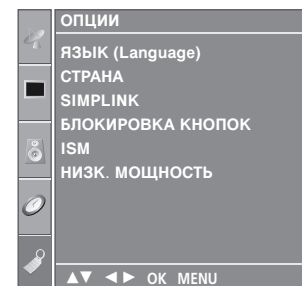 ОПЦИИ
ЯЗЫК (Language)
СТРАНА
SIMPLINK
БЛОКИРОВКА КНОПОК
ISM
НИЗК. МОЩНОСТЬ
▲▼ ◄► OK MENU